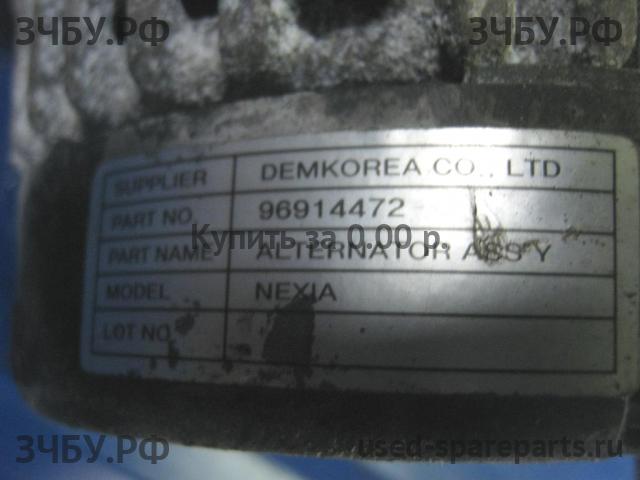 ЗЧБУ.РФ ЗЧБУ.РФ
SUPPLIER DEMKOREA CO., LTD
PART NO. 96914472
Купить за 0.00 р.
PART NAME ALTERNATOR ASS'Y
MODEL NEXIA
LOT NO.
ЗЧБУ.РФ used-spareparts.ru